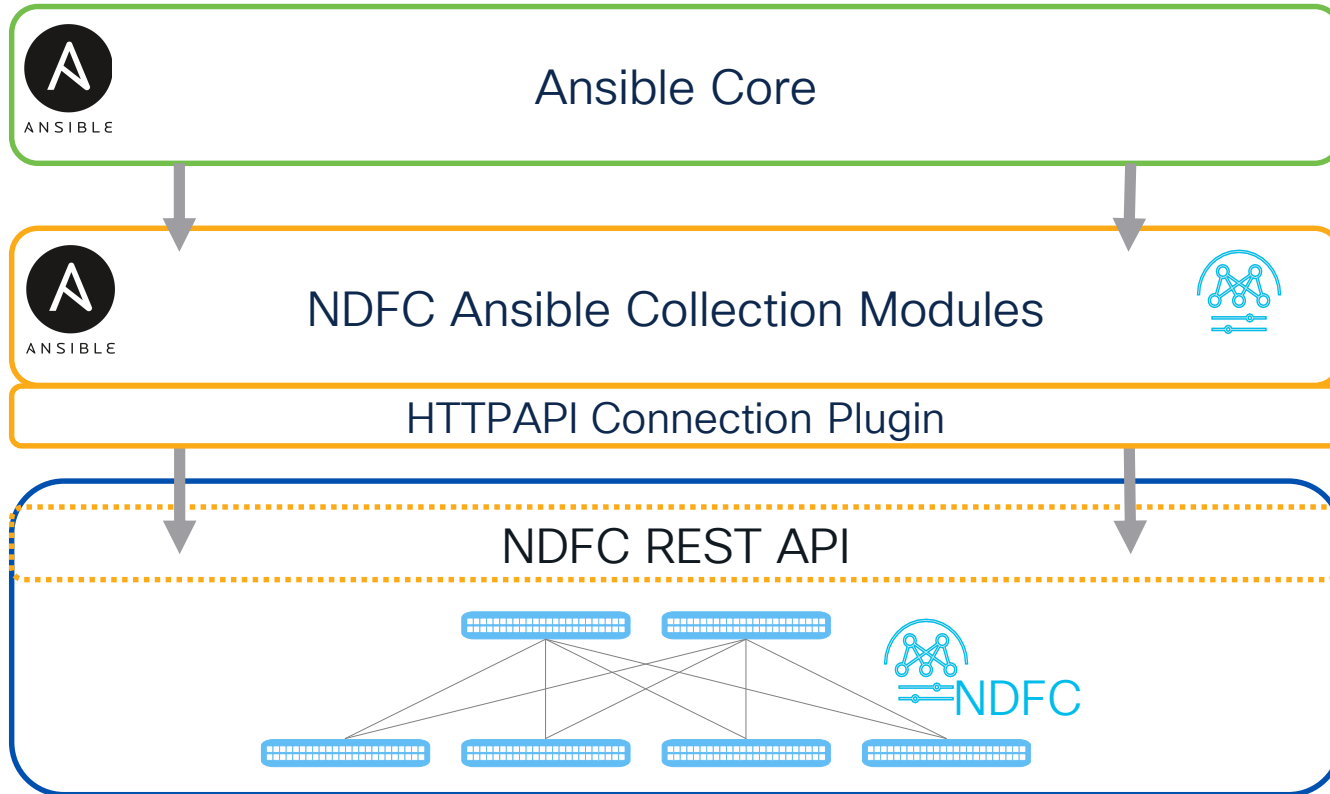 Ansible Core
ANSIBLE
NDFC Ansible Collection Modules
ANSIBLE
HTTPAPI Connection Plugin
NDFC REST API
NDFC